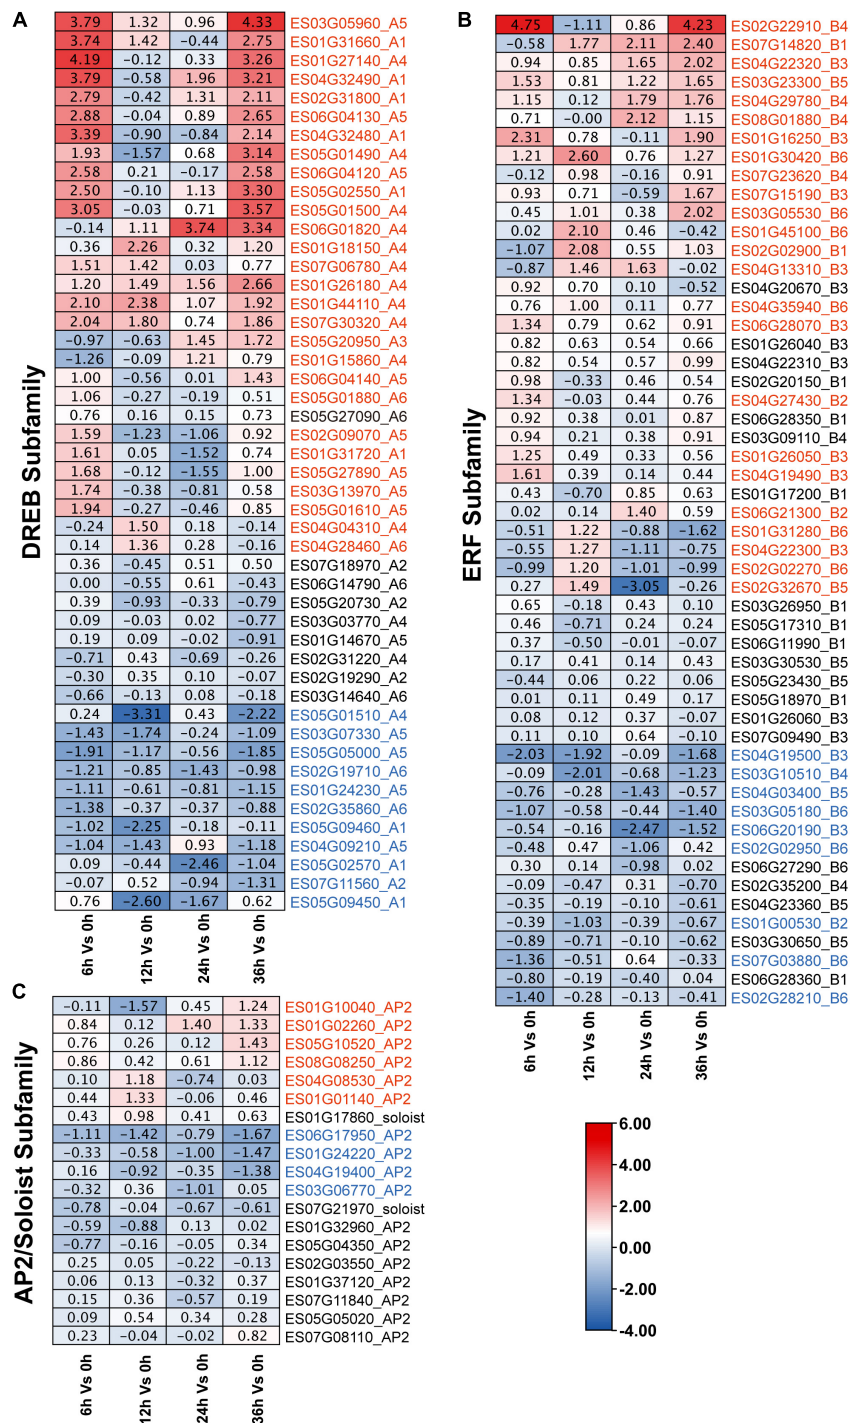 A
DREB Subfamily
3.79 1.32 0.96 4.33 ES03G05960_A5
3.74 1.42 −0.44 2.75 ES01G31660_A1
4.19 −0.12 0.33 3.26 ES01G27140_A4
3.79 −0.58 1.96 3.21 ES04G32490_A1
2.79 −0.42 1.31 2.11 ES02G31800_A1
2.88 −0.04 0.89 2.65 ES06G04130_A5
3.39 −0.90 −0.84 2.14 ES04G32480_A1
1.93 −1.57 0.68 3.14 ES05G01490_A4
2.58 0.21 −0.17 2.58 ES06G04120_A5
2.50 −0.10 1.13 3.30 ES05G02550_A1
3.05 −0.03 0.71 3.57 ES05G01500_A4
−0.14 1.11 3.74 3.34 ES06G01820_A4
0.36 2.26 0.32 1.20 ES01G18150_A4
1.51 1.42 0.03 0.77 ES07G06780_A4
1.20 1.49 1.56 2.66 ES01G26180_A4
2.10 2.38 1.07 1.92 ES01G44110_A4
2.04 1.80 0.74 1.86 ES07G30320_A4
−0.97 −0.63 1.45 1.72 ES05G20950_A3
−1.26 −0.09 1.21 0.79 ES01G15860_A4
1.00 −0.56 0.01 1.43 ES06G04140_A5
1.06 −0.27 −0.19 0.51 ES05G01880_A6
0.76 0.16 0.15 0.73 ES05G27090_A6
1.59 −1.23 −1.06 0.92 ES02G09070_A5
1.61 0.05 −1.52 0.74 ES01G31720_A1
1.68 −0.12 −1.55 1.00 ES05G27890_A5
1.74 −0.38 −0.81 0.58 ES03G13970_A5
1.94 −0.27 −0.46 0.85 ES05G01610_A5
−0.24 1.50 0.18 −0.14 ES04G04310_A4
0.14 1.36 0.28 −0.16 ES04G28460_A6
0.36 −0.45 0.51 0.50 ES07G18970_A2
0.00 −0.55 0.61 −0.43 ES06G14790_A6
0.39 −0.93 −0.33 −0.79 ES05G20730_A2
0.09 −0.03 0.02 −0.77 ES03G03770_A4
0.19 0.09 −0.02 −0.91 ES01G14670_A5
−0.71 0.43 −0.69 −0.26 ES02G31220_A4
−0.30 0.35 0.10 −0.07 ES02G19290_A2
−0.66 −0.13 0.08 −0.18 ES03G14640_A6
0.24 −3.31 0.43 −2.22 ES05G01510_A4
−1.43 −1.74 −0.24 −1.09 ES03G07330_A5
−1.91 −1.17 −0.56 −1.85 ES05G05000_A5
−1.21 −0.85 −1.43 −0.98 ES02G19710_A6
−1.11 −0.61 −0.81 −1.15 ES01G24230_A5
−1.38 −0.37 −0.37 −0.88 ES02G35860_A6
−1.02 −2.25 −0.18 −0.11 ES05G09460_A1
−1.04 −1.43 0.93 −1.18 ES04G09210_A5
0.09 −0.44 −2.46 −1.04 ES05G02570_A1
−0.07 0.52 −0.94 −1.31 ES07G11560_A2
0.76 −2.60 −1.67 0.62 ES05G09450_A1
6h Vs 0h 12h Vs 0h 24h Vs 0h 36h Vs 0h
B
ERF Subfamily
4.75 −1.11 0.86 4.23 ES02G22910_B4
−0.58 1.77 2.11 2.40 ES07G14820_B1
0.94 0.85 1.65 2.02 ES04G22320_B3
1.53 0.81 1.22 1.65 ES03G23300_B5
1.15 0.12 1.79 1.76 ES04G29780_B4
0.71 −0.00 2.12 1.15 ES08G01880_B4
2.31 0.78 −0.11 1.90 ES01G16250_B3
1.21 2.60 0.76 1.27 ES01G30420_B6
−0.12 0.98 −0.16 0.91 ES07G23620_B4
0.93 0.71 −0.59 1.67 ES07G15190_B3
0.45 1.01 0.38 2.02 ES03G05530_B6
0.02 2.10 0.46 −0.42 ES01G45100_B6
−1.07 2.08 0.55 1.03 ES02G02900_B1
−0.87 1.46 1.63 −0.02 ES04G13310_B3
0.92 0.70 0.10 −0.52 ES04G20670_B3
0.76 1.00 0.11 0.77 ES04G35940_B6
1.34 0.79 0.62 0.91 ES06G28070_B3
0.82 0.63 0.54 0.66 ES01G26040_B3
0.82 0.54 0.57 0.99 ES04G22310_B3
0.98 −0.33 0.46 0.54 ES02G20150_B1
1.34 −0.03 0.44 0.76 ES04G27430_B2
0.92 0.38 0.01 0.87 ES06G28350_B1
0.94 0.21 0.38 0.91 ES03G09110_B4
1.25 0.49 0.33 0.56 ES01G26050_B3
1.61 0.39 0.14 0.44 ES04G19490_B3
0.43 −0.70 0.85 0.63 ES01G17200_B1
0.02 0.14 1.40 0.59 ES06G21300_B2
−0.51 1.22 −0.88 −1.62 ES01G31280_B6
−0.55 1.27 −1.11 −0.75 ES04G22300_B3
−0.99 1.20 −1.01 −0.99 ES02G02270_B6
0.27 1.49 −3.05 −0.26 ES02G32670_B5
0.65 −0.18 0.43 0.10 ES03G26950_B1
0.46 −0.71 0.24 0.24 ES05G17310_B1
0.37 −0.50 −0.01 −0.07 ES06G11990_B1
0.17 0.41 0.14 0.43 ES03G30530_B5
−0.44 0.06 0.22 0.06 ES05G23430_B5
0.01 0.11 0.49 0.17 ES05G18970_B1
0.08 0.12 0.37 −0.07 ES01G26060_B3
0.11 0.10 0.64 −0.10 ES07G09490_B3
−2.03 −1.92 −0.09 −1.68 ES04G19500_B3
−0.09 −2.01 −0.68 −1.23 ES03G10510_B4
−0.76 −0.28 −1.43 −0.57 ES04G03400_B5
−1.07 −0.58 −0.44 −1.40 ES03G05180_B6
−0.54 −0.16 −2.47 −1.52 ES06G20190_B3
−0.48 0.47 −1.06 0.42 ES02G02950_B6
0.30 0.14 −0.98 0.02 ES06G27290_B6
−0.09 −0.47 0.31 −0.70 ES02G35200_B4
−0.35 −0.19 −0.10 −0.61 ES04G23360_B5
−0.39 −1.03 −0.39 −0.67 ES01G00530_B2
−0.89 −0.71 −0.10 −0.62 ES03G30650_B5
−1.36 −0.51 0.64 −0.33 ES07G03880_B6
−0.80 −0.19 −0.40 0.04 ES06G28360_B1
−1.40 −0.28 −0.13 −0.41 ES02G28210_B6
6h Vs 0h 12h Vs 0h 24h Vs 0h 36h Vs 0h
C
AP2/Soloist Subfamily
−0.11 −1.57 0.45 1.24 ES01G10040_AP2
0.84 0.12 1.40 1.33 ES01G02260_AP2
0.76 0.26 0.12 1.43 ES05G10520_AP2
0.86 0.42 0.61 1.12 ES08G08250_AP2
0.10 1.18 −0.74 0.03 ES04G08530_AP2
0.44 1.33 −0.06 0.46 ES01G01140_AP2
0.43 0.98 0.41 0.63 ES01G17860_soloist
−1.11 −1.42 −0.79 −1.67 ES06G17950_AP2
−0.33 −0.58 −1.00 −1.47 ES01G24220_AP2
0.16 −0.92 −0.35 −1.38 ES04G19400_AP2
−0.32 0.36 −1.01 0.05 ES03G06770_AP2
−0.78 −0.04 −0.67 −0.61 ES07G21970_soloist
−0.59 −0.88 0.13 0.02 ES01G32960_AP2
−0.77 −0.16 −0.05 0.34 ES05G04350_AP2
0.25 0.05 −0.22 −0.13 ES02G03550_AP2
0.06 0.13 −0.32 0.37 ES01G37120_AP2
0.15 0.36 −0.57 0.19 ES07G11840_AP2
0.09 0.54 0.34 0.28 ES05G05020_AP2
0.23 −0.04 −0.02 0.82 ES07G08110_AP2
6h Vs 0h 12h Vs 0h 24h Vs 0h 36h Vs 0h
6.00
4.00
2.00
0.00
-2.00
-4.00